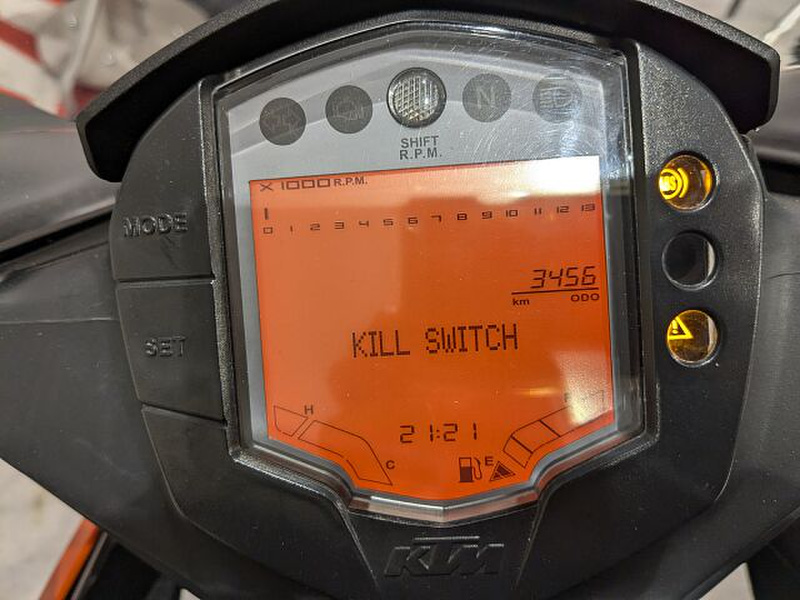 N
SHIFT
R.P.M.
X 1000 R.P.M.
0 1 2 3 4 5 6 7 8 9 10 11 12 13
MODE
3456
km ODO
KILL SWITCH
SET
H
F
21:21
C
E
KTM